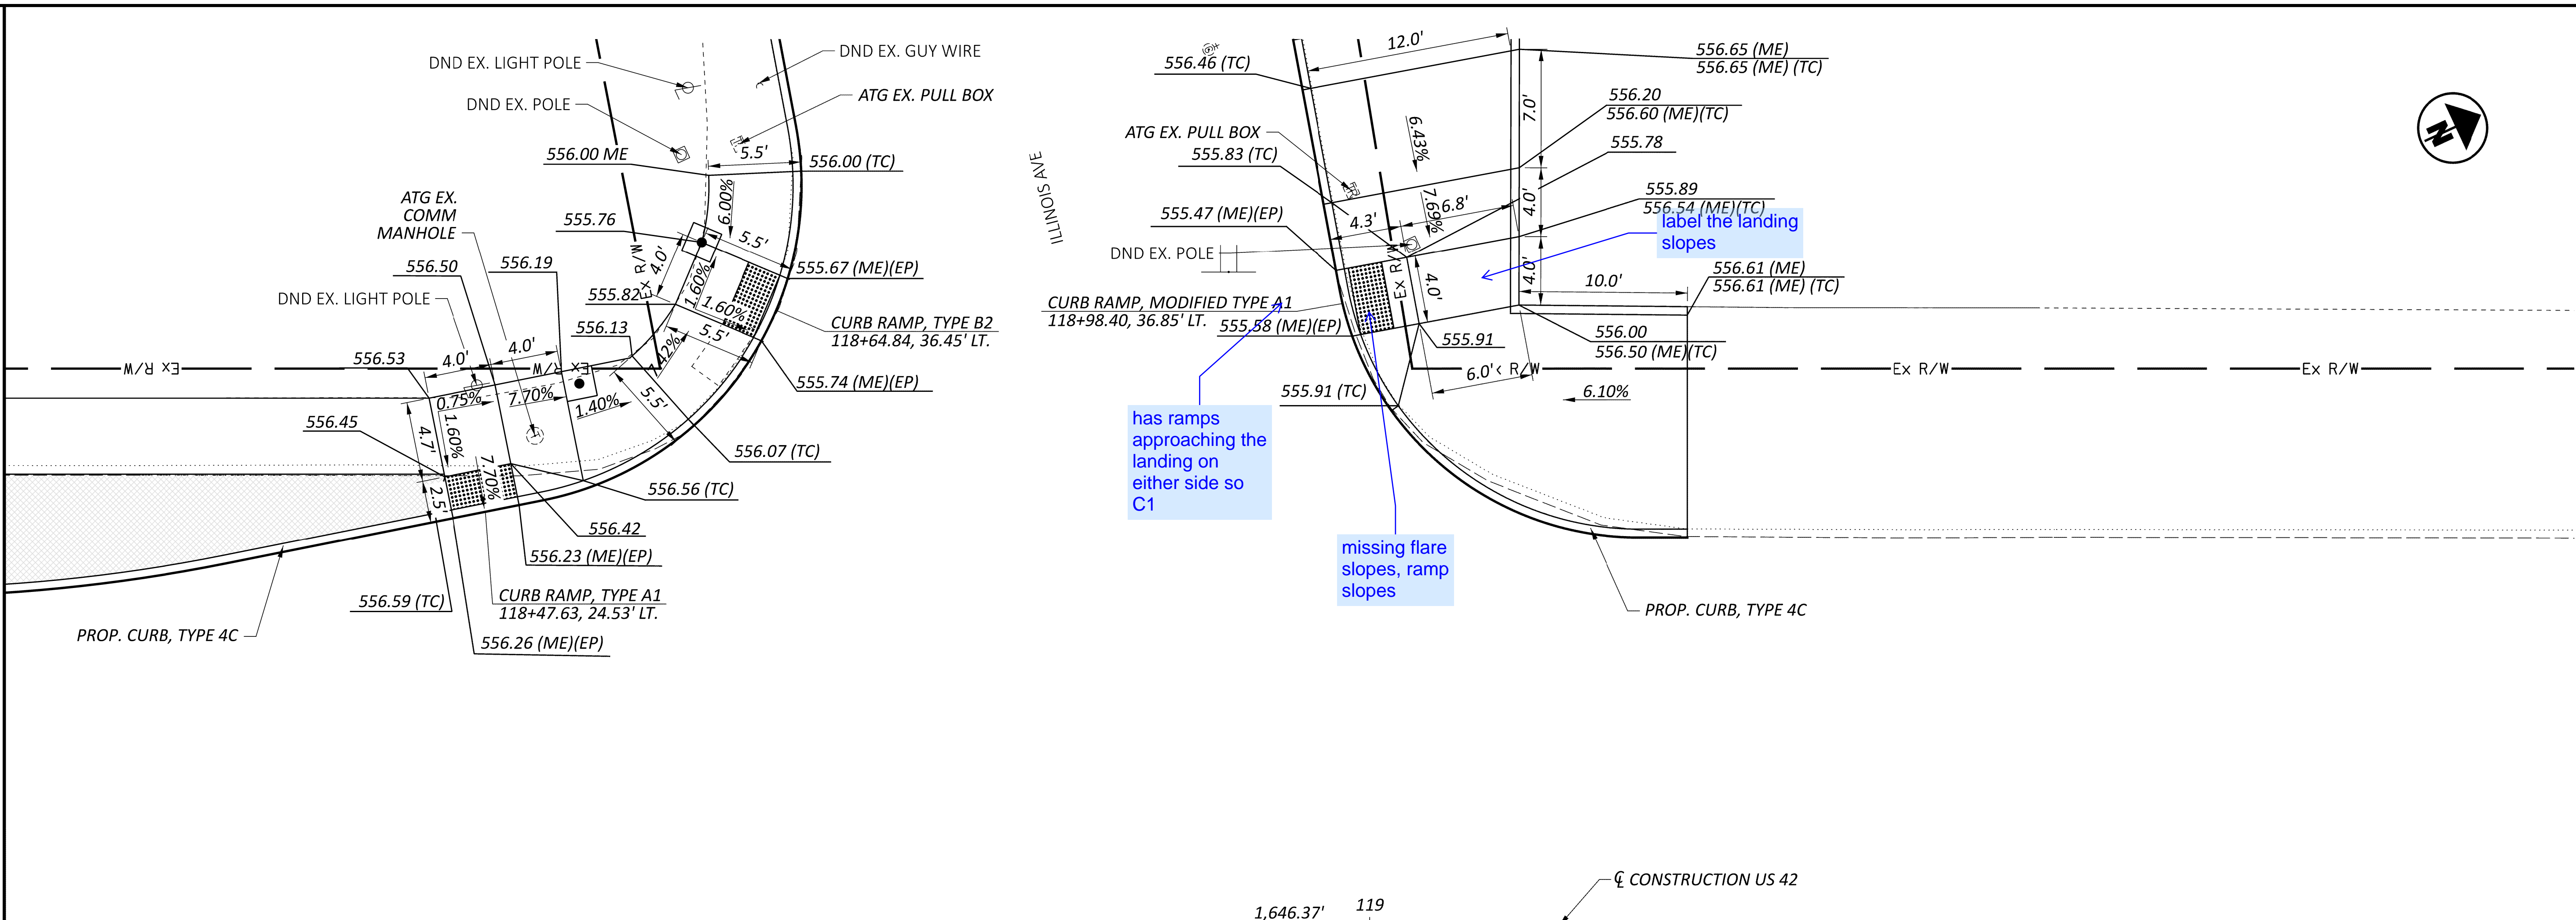 DND EX. LIGHT POLE
DND EX. GUY WIRE
DND EX. POLE
ATG EX. PULL BOX
556.00 ME
5.5'
556.00 (TC)
ATG EX.
COMM
MANHOLE
6.00%
555.76
Ex R/W
4.0'
5.5'
1.60%
555.67 (ME)(EP)
556.50
556.19
DND EX. LIGHT POLE
555.82
1.60%
556.13
5.5'
CURB RAMP, TYPE B2
118+64.84, 36.45' LT.
7.42%
556.53
4.0'
4.0'
Ex R/W
Ex R/W
555.74 (ME)(EP)
0.75%
7.70%
1.40%
5.5'
556.45
4.7'
1.60%
556.07 (TC)
7.70%
2.5'
556.56 (TC)
556.42
556.23 (ME)(EP)
CURB RAMP, TYPE A1
118+47.63, 24.53' LT.
556.59 (TC)
PROP. CURB, TYPE 4C
556.26 (ME)(EP)
ILLINOIS AVE
12.0'
556.46 (TC)
556.65 (ME)
556.65 (ME) (TC)
7.0'
556.20
556.60 (ME)(TC)
6.43%
ATG EX. PULL BOX
555.83 (TC)
555.78
4.0'
7.69%
555.89
556.54 (ME)(TC)
label the landing
slopes
555.47 (ME)(EP)
4.3'
6.8'
DND EX. POLE
Ex R/W
4.0'
4.0'
10.0'
556.61 (ME)
556.61 (ME) (TC)
CURB RAMP, MODIFIED TYPE A1
118+98.40, 36.85' LT.
555.58 (ME)(EP)
555.91
556.00
556.50 (ME)(TC)
6.0'
R/W
Ex R/W
Ex R/W
555.91 (TC)
6.10%
has ramps
approaching the
landing on
either side so
C1
missing flare
slopes, ramp
slopes
PROP. CURB, TYPE 4C
N
℄ CONSTRUCTION US 42
1,646.37'
119